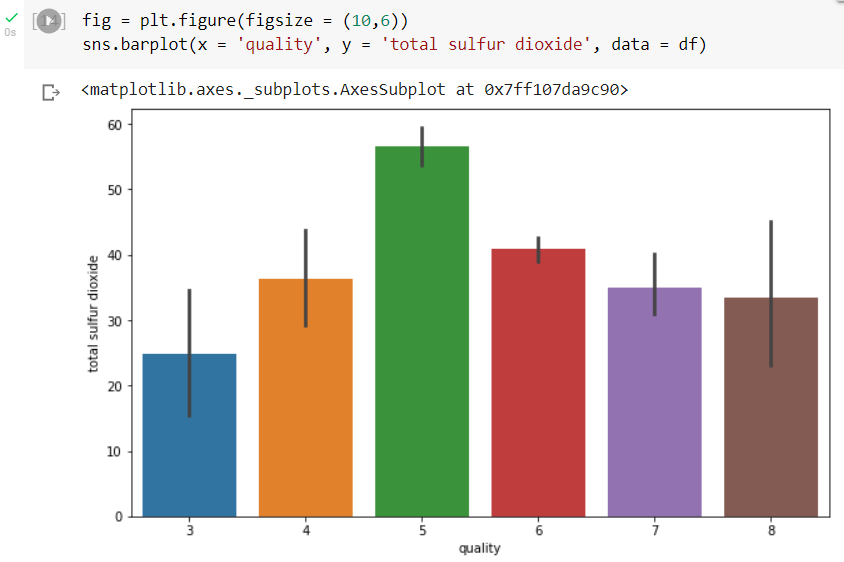 0s
fig = plt.figure(figsize = (10,6))
sns.barplot(x = 'quality', y = 'total sulfur dioxide', data = df)
<matplotlib.axes._subplots.AxesSubplot at 0x7ff107da9c90>
60
50
40
30
20
10
0
total sulfur dioxide
3 4 5 6 7 8
quality